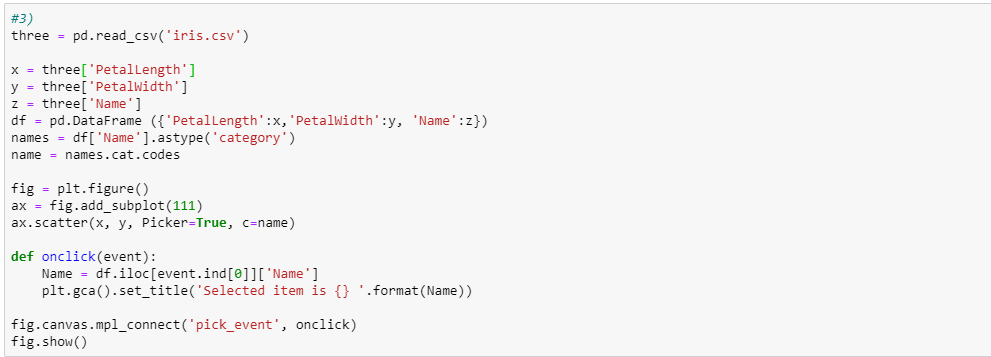 #3)
three = pd.read_csv('iris.csv')
x = three['PetalLength']
y = three['PetalWidth']
z = three['Name']
df = pd.DataFrame ({'PetalLength':x,'PetalWidth':y, 'Name':z})
names = df['Name'].astype('category')
name = names.cat.codes
fig = plt.figure()
ax = fig.add_subplot(111)
ax.scatter(x, y, Picker=True, c=name)
def onclick(event):
    Name = df.iloc[event.ind[0]]['Name']
    plt.gca().set_title('Selected item is {} '.format(Name))
fig.canvas.mpl_connect('pick_event', onclick)
fig.show()